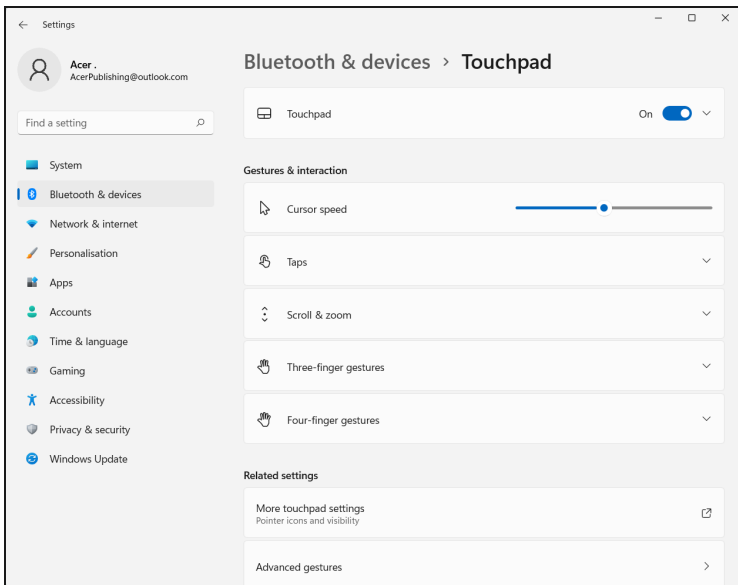 Settings
Acer .
AcerPublishing@outlook.com
Find a setting
System
Bluetooth & devices
Network & internet
Personalisation
Apps
Accounts
Time & language
Gaming
Accessibility
Privacy & security
Windows Update
Bluetooth & devices > Touchpad
Touchpad
On
Gestures & interaction
Cursor speed
Taps
Scroll & zoom
Three-finger gestures
Four-finger gestures
Related settings
More touchpad settings
Pointer icons and visibility
Advanced gestures